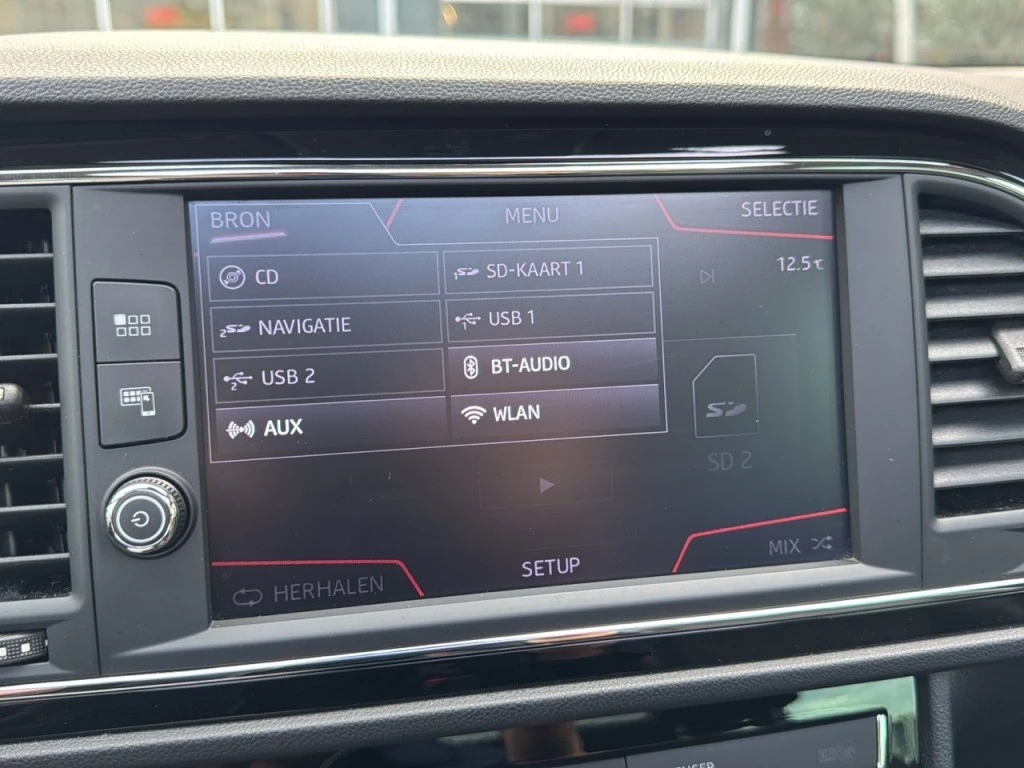 BRON MENU SELECTIE
12.5℃
CD SD-KAART 1
NAVIGATIE USB 1
USB 2 BT-AUDIO
AUX WLAN
SD 2
SETUP
HERHALEN MIX